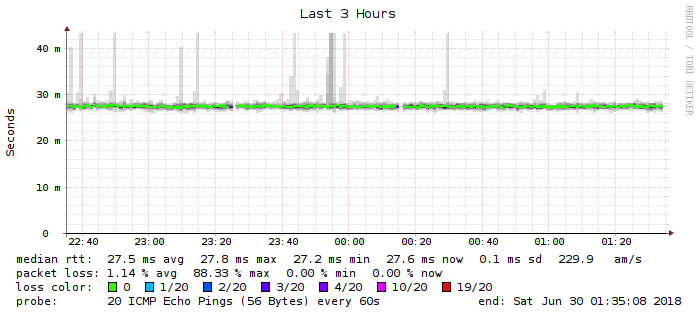 Last 3 Hours
RRDTOOL / TOBI OETIKER
Seconds
40 m
30 m
20 m
10 m
0
22:40 23:00 23:20 23:40 00:00 00:20 00:40 01:00 01:20
median rtt: 27.5 ms avg 27.8 ms max 27.2 ms min 27.6 ms now 0.1 ms sd 229.9 am/s
packet loss: 1.14 % avg 88.33 % max 0.00 % min 0.00 % now
loss color: 0 1/20 2/20 3/20 4/20 10/20 19/20
probe: 20 ICMP Echo Pings (56 Bytes) every 60s end: Sat Jun 30 01:35:08 2018